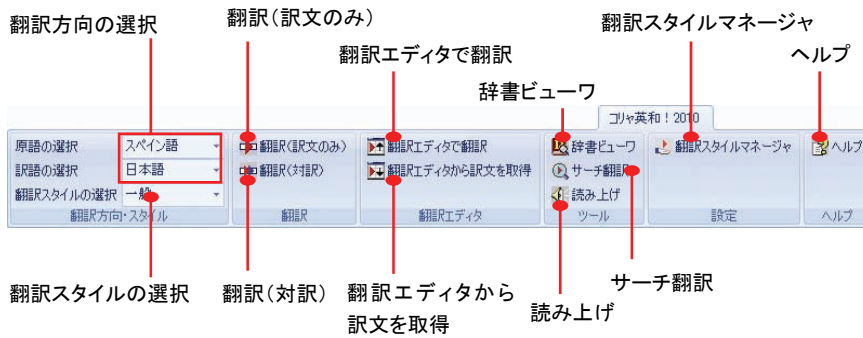 翻訳方向の選択
翻訳(訳文のみ)
翻訳スタイルマネージャ
翻訳エディタで翻訳
ヘルプ
辞書ビューワ
コリャ英和!2010
原語の選択 スペイン語
翻訳(訳文のみ)
翻訳エディタで翻訳
辞書ビューワ
翻訳スタイルマネージャ
ヘルプ
訳語の選択 日本語
翻訳(対訳)
翻訳エディタから訳文を取得
サーチ翻訳
翻訳スタイルの選択 一般
読み上げ
翻訳方向・スタイル
翻訳
翻訳エディタ
ツール
設定
ヘルプ
翻訳スタイルの選択
翻訳(対訳)
翻訳エディタから
訳文を取得
読み上げ
サーチ翻訳